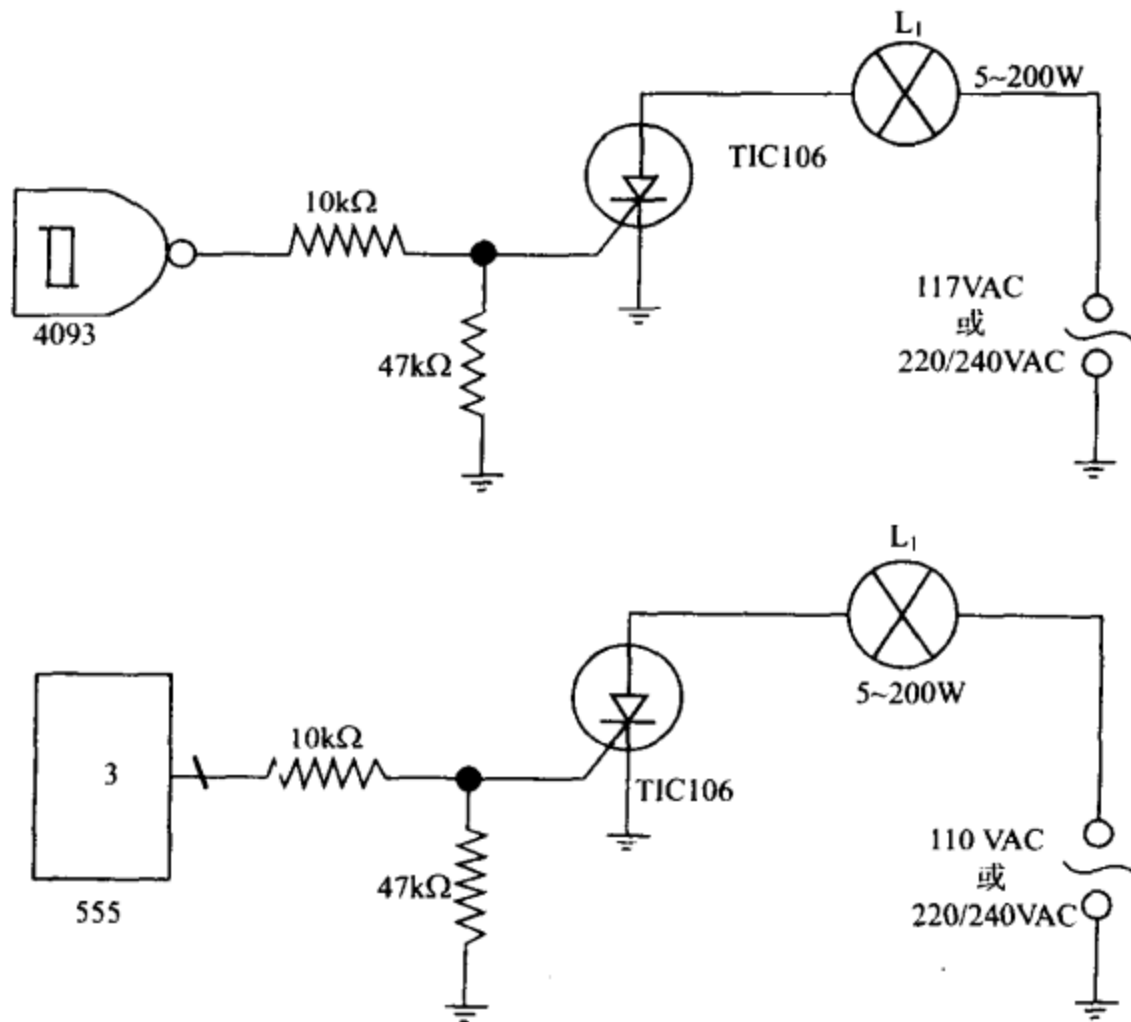 L₁
5~200W
TIC106
10kΩ
4093
47kΩ
117VAC
或
220/240VAC
L₁
5~200W
10kΩ
3
TIC106
47kΩ
555
110 VAC
或
220/240VAC